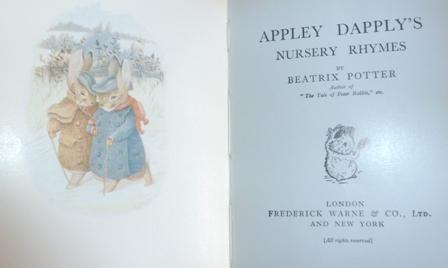 APPLEY DAPPLY'S
NURSERY RHYMES
BY
BEATRIX POTTER
Author of
"The Tale of Peter Rabbit," etc.
LONDON
FREDERICK WARNE & CO., LTD.
AND NEW YORK
[All rights reserved]